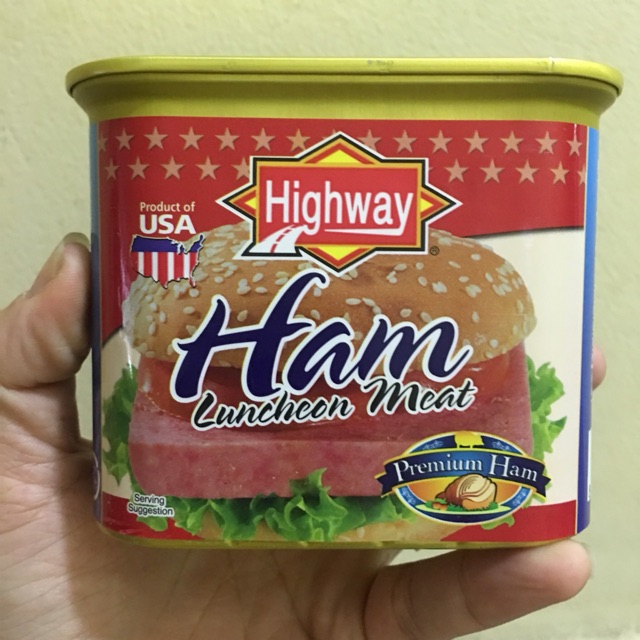 Highway
®
Product of
USA
Ham
Luncheon Meat
Premium Ham
Serving
Suggestion